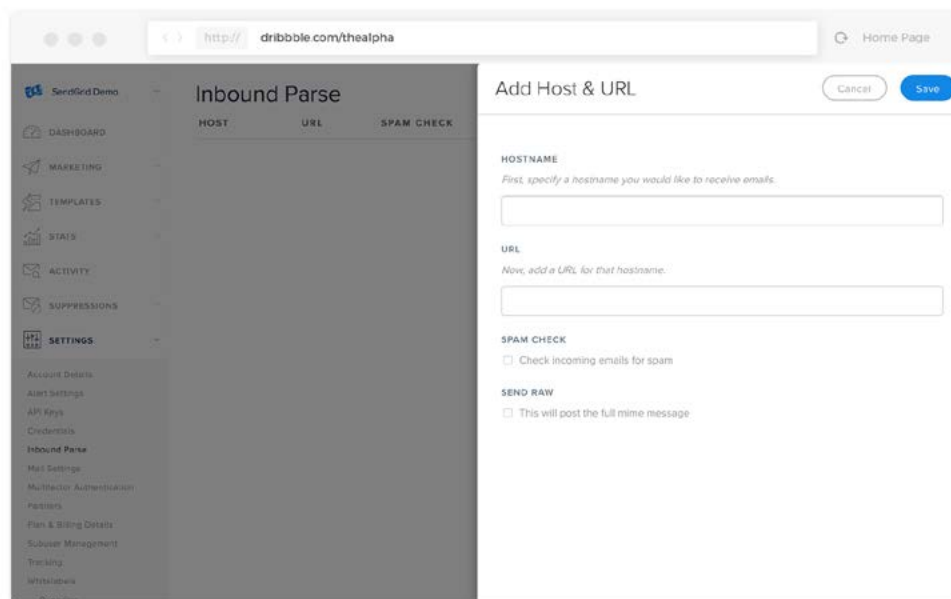 http://
dribbble.com/thealpha
Home Page
SendGrid Demo
DASHBOARD
MARKETING
TEMPLATES
STATS
ACTIVITY
SUPPRESSIONS
SETTINGS
Account Details
Alert Settings
API Keys
Credentials
Inbound Parse
Mail Settings
Multifactor Authentication
Partners
Plan & Billing Details
Subuser Management
Tracking
Whitelabels
Inbound Parse
HOST URL SPAM CHECK
Add Host & URL
Cancel
Save
HOSTNAME
First, specify a hostname you would like to receive emails.
URL
Now, add a URL for that hostname.
SPAM CHECK
Check incoming emails for spam
SEND RAW
This will post the full mime message